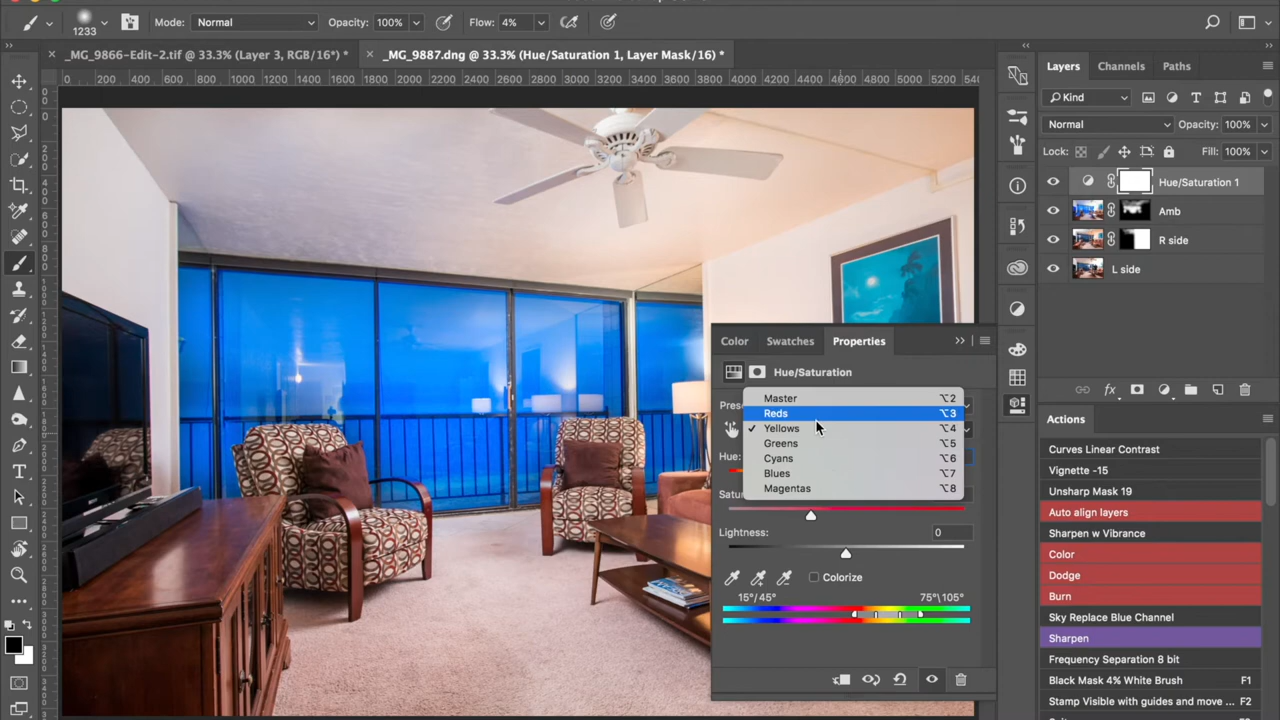 1233
Mode:
Normal
Opacity:
100%
Flow:
4%
_MG_9866-Edit-2.tif @ 33.3% (Layer 3, RGB/16*) *
_MG_9887.dng @ 33.3% (Hue/Saturation 1, Layer Mask/16) *
0 200 400 600 800 1000 1200 1400 1600 1800 2000 2200 2400 2600 2800 3000 3200 3400 3600 3800 4000 4200 4400 4600 4800 5000 5200
Layers
Channels
Paths
Kind
Normal
Opacity: 100%
Lock:
Fill: 100%
Hue/Saturation 1
Amb
R side
L side
Color
Swatches
Properties
Hue/Saturation
Master ⌥2
Reds ⌥3
✓ Yellows ⌥4
Greens ⌥5
Cyans ⌥6
Blues ⌥7
Magentas ⌥8
Hue:
Lightness:
0
Colorize
15°/45°
75°\105°
Actions
Curves Linear Contrast
Vignette -15
Unsharp Mask 19
Auto align layers
Sharpen w Vibrance
Color
Dodge
Burn
Sky Replace Blue Channel
Sharpen
Frequency Separation 8 bit
Black Mask 4% White Brush F1
Stamp Visible with guides and move ... F2